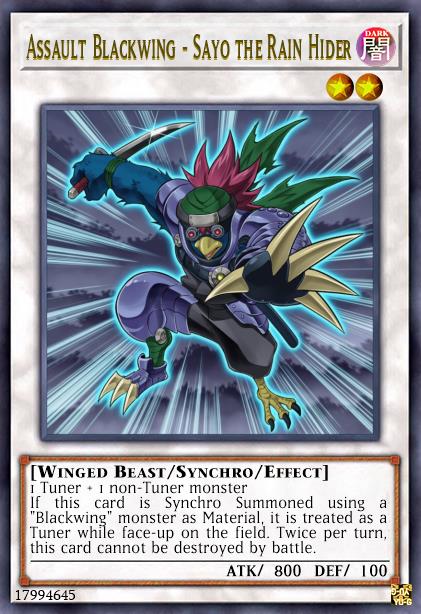 Assault Blackwing - Sayo the Rain Hider
DARK
闇
[Winged Beast/Synchro/Effect]
1 Tuner + 1 non-Tuner monster
If this card is Synchro Summoned using a
"Blackwing" monster as Material, it is treated as a
Tuner while face-up on the field. Twice per turn,
this card cannot be destroyed by battle.
ATK/ 800 DEF/ 100
17994645